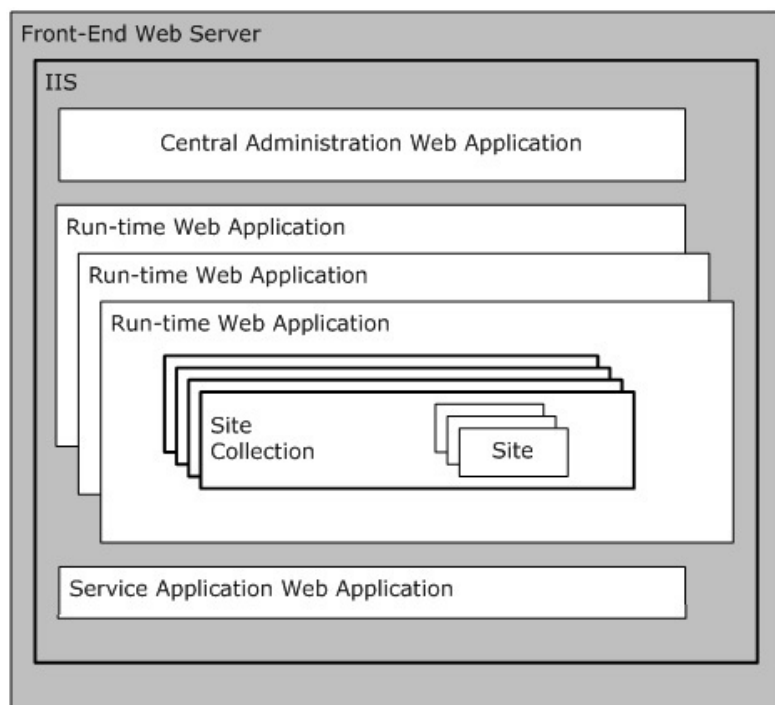 Front-End Web Server
IIS
Central Administration Web Application
Run-time Web Application
Run-time Web Application
Run-time Web Application
Site
Collection
Site
Service Application Web Application